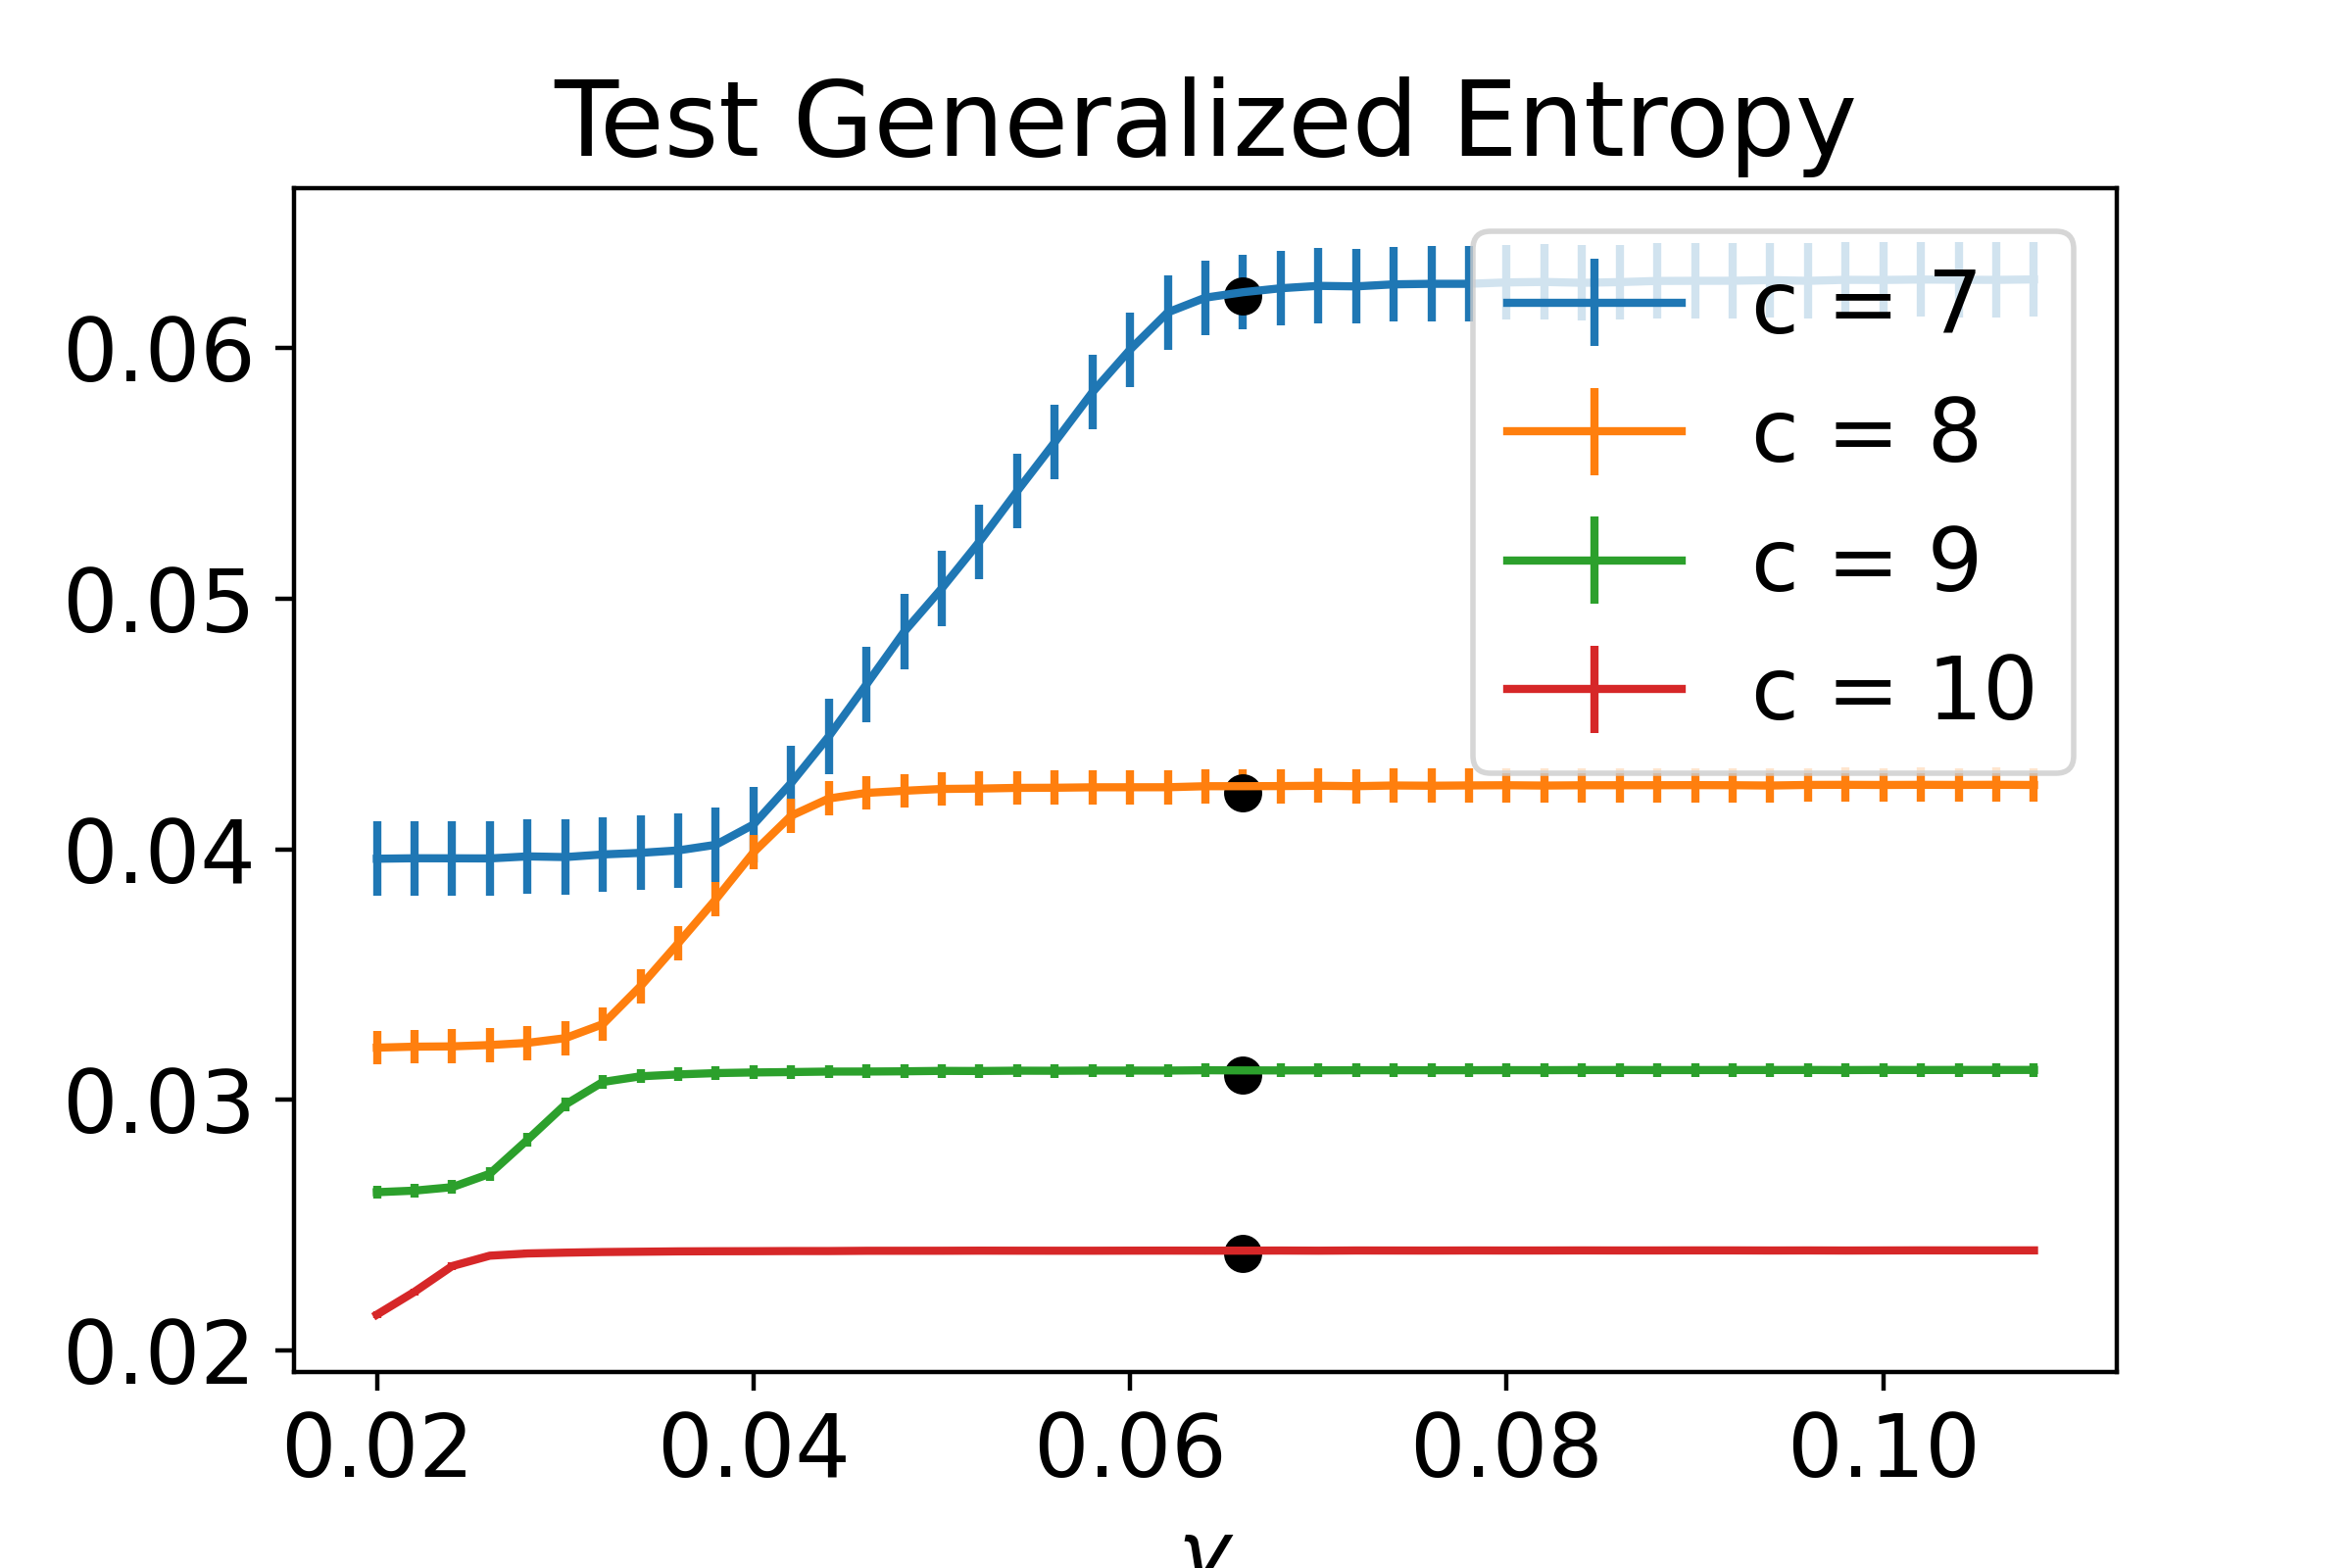 Test Generalized Entropy
0.06
0.05
0.04
0.03
0.02
c = 7
c = 8
c = 9
c = 10
0.02 0.04 0.06 0.08 0.10